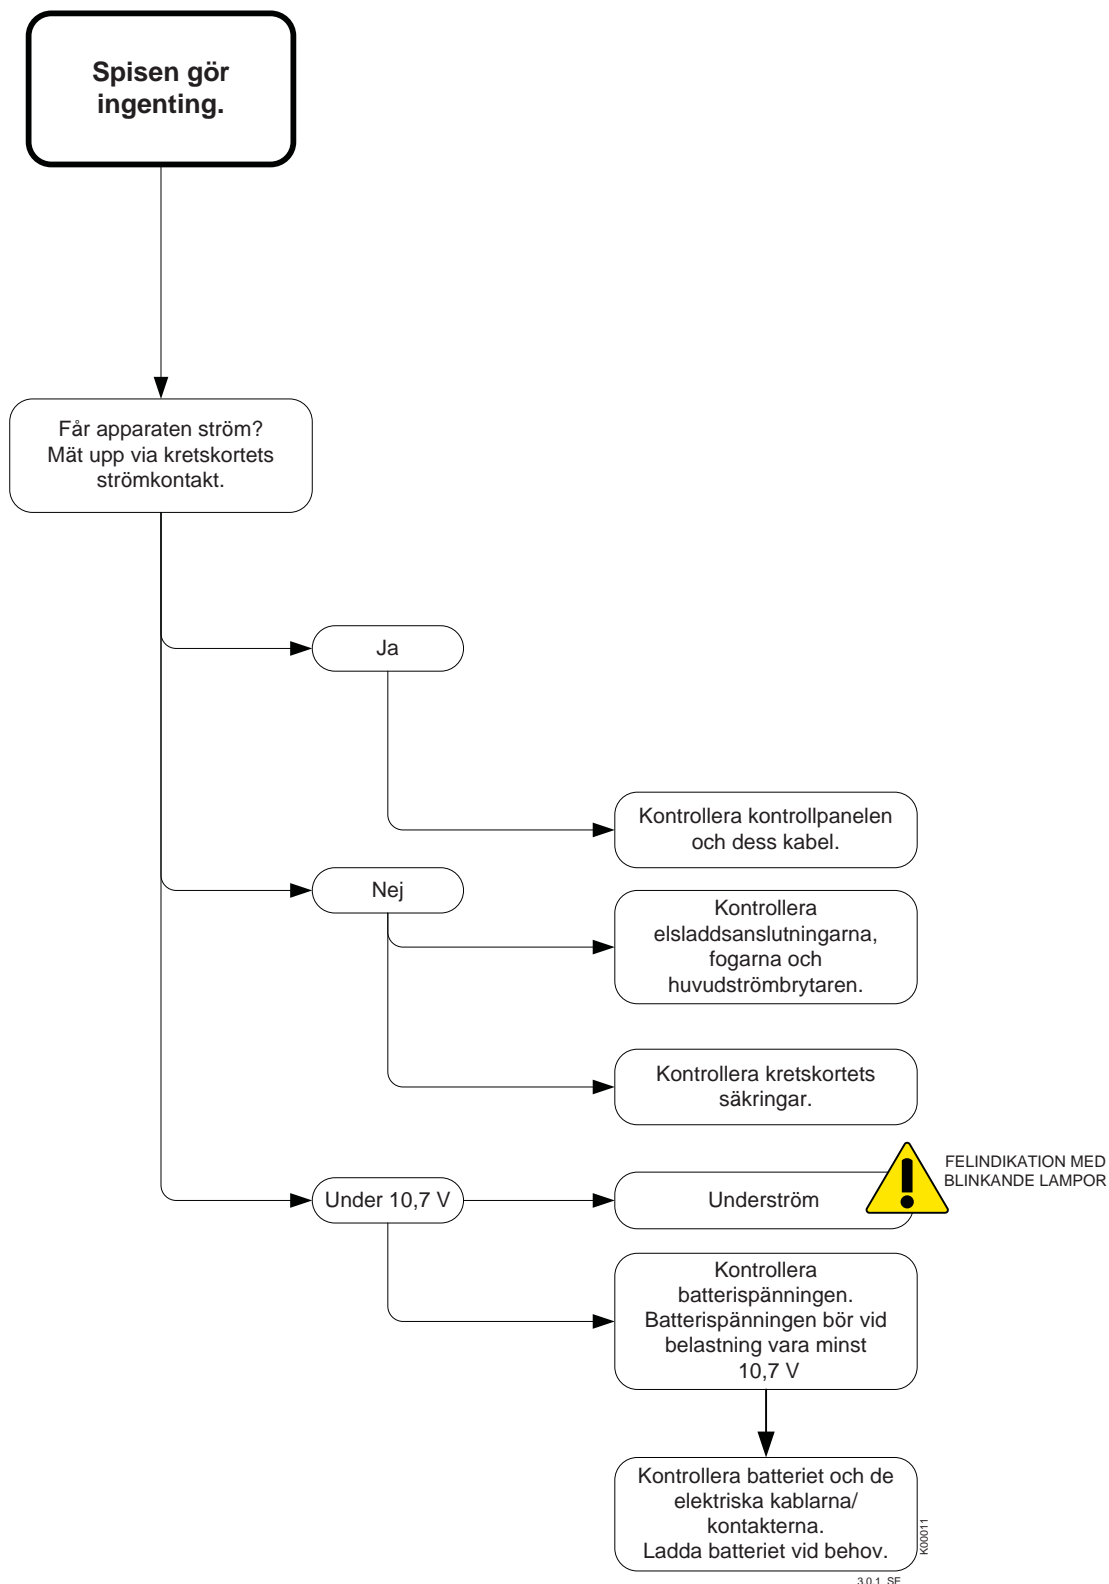 Spisen gör
ingenting.
Får apparaten ström?
Mät upp via kretskortets
strömkontakt.
Ja
Kontrollera kontrollpanelen
och dess kabel.
Nej
Kontrollera
elsladdsanslutningarna,
fogarna och
huvudströmbrytaren.
Kontrollera kretskortets
säkringar.
Under 10,7 V
Underström
FELINDIKATION MED
BLINKANDE LAMPOR
Kontrollera
batterispänningen.
Batterispänningen bör vid
belastning vara minst
10,7 V
Kontrollera batteriet och de
elektriska kablarna/
kontakterna.
Ladda batteriet vid behov.
K00011
3.0.1_SE